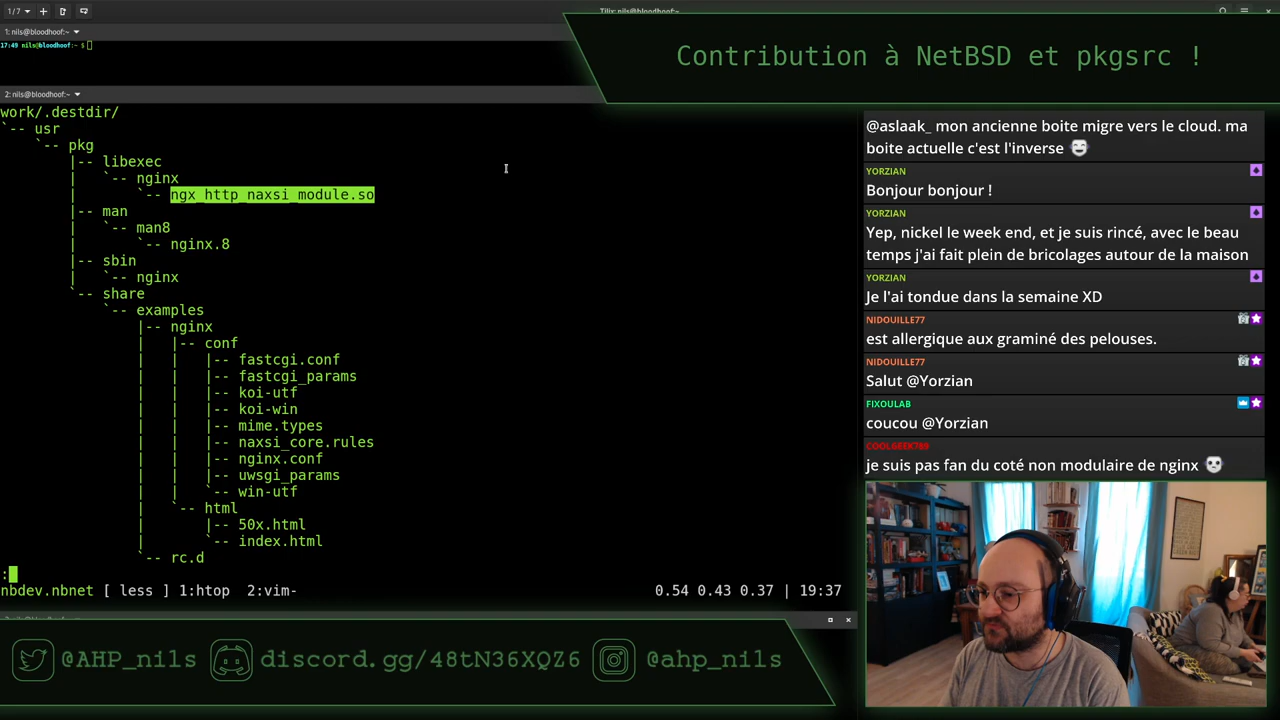 1/7
Tilix: nils@bloodhoof:~
1: nils@bloodhoof:~
17:49 nils@bloodhoof:~ $
Contribution à NetBSD et pkgsrc !
2: nils@bloodhoof:~
work/.destdir/
`-- usr
`-- pkg
|-- libexec
| `-- nginx
| `-- ngx_http_naxsi_module.so
|-- man
| `-- man8
| `-- nginx.8
|-- sbin
| `-- nginx
`-- share
`-- examples
|-- nginx
| |-- conf
| | |-- fastcgi.conf
| | |-- fastcgi_params
| | |-- koi-utf
| | |-- koi-win
| | |-- mime.types
| | |-- naxsi_core.rules
| | |-- nginx.conf
| | |-- uwsgi_params
| | `-- win-utf
| `-- html
| |-- 50x.html
| `-- index.html
`-- rc.d
:
nbdev.nbnet [ less ] 1:htop 2:vim- 0.54 0.43 0.37 | 19:37
@aslaak_ mon ancienne boite migre vers le cloud. ma
boite actuelle c'est l'inverse
YORZIAN
Bonjour bonjour !
YORZIAN
Yep, nickel le week end, et je suis rincé, avec le beau
temps j'ai fait plein de bricolages autour de la maison
YORZIAN
Je l'ai tondue dans la semaine XD
NIDOUILLE77
est allergique aux graminé des pelouses.
NIDOUILLE77
Salut @Yorzian
FIXOULAB
coucou @Yorzian
COOLGEEK789
je suis pas fan du coté non modulaire de nginx
@AHP_nils
discord.gg/48tN36XQZ6
@ahp_nils